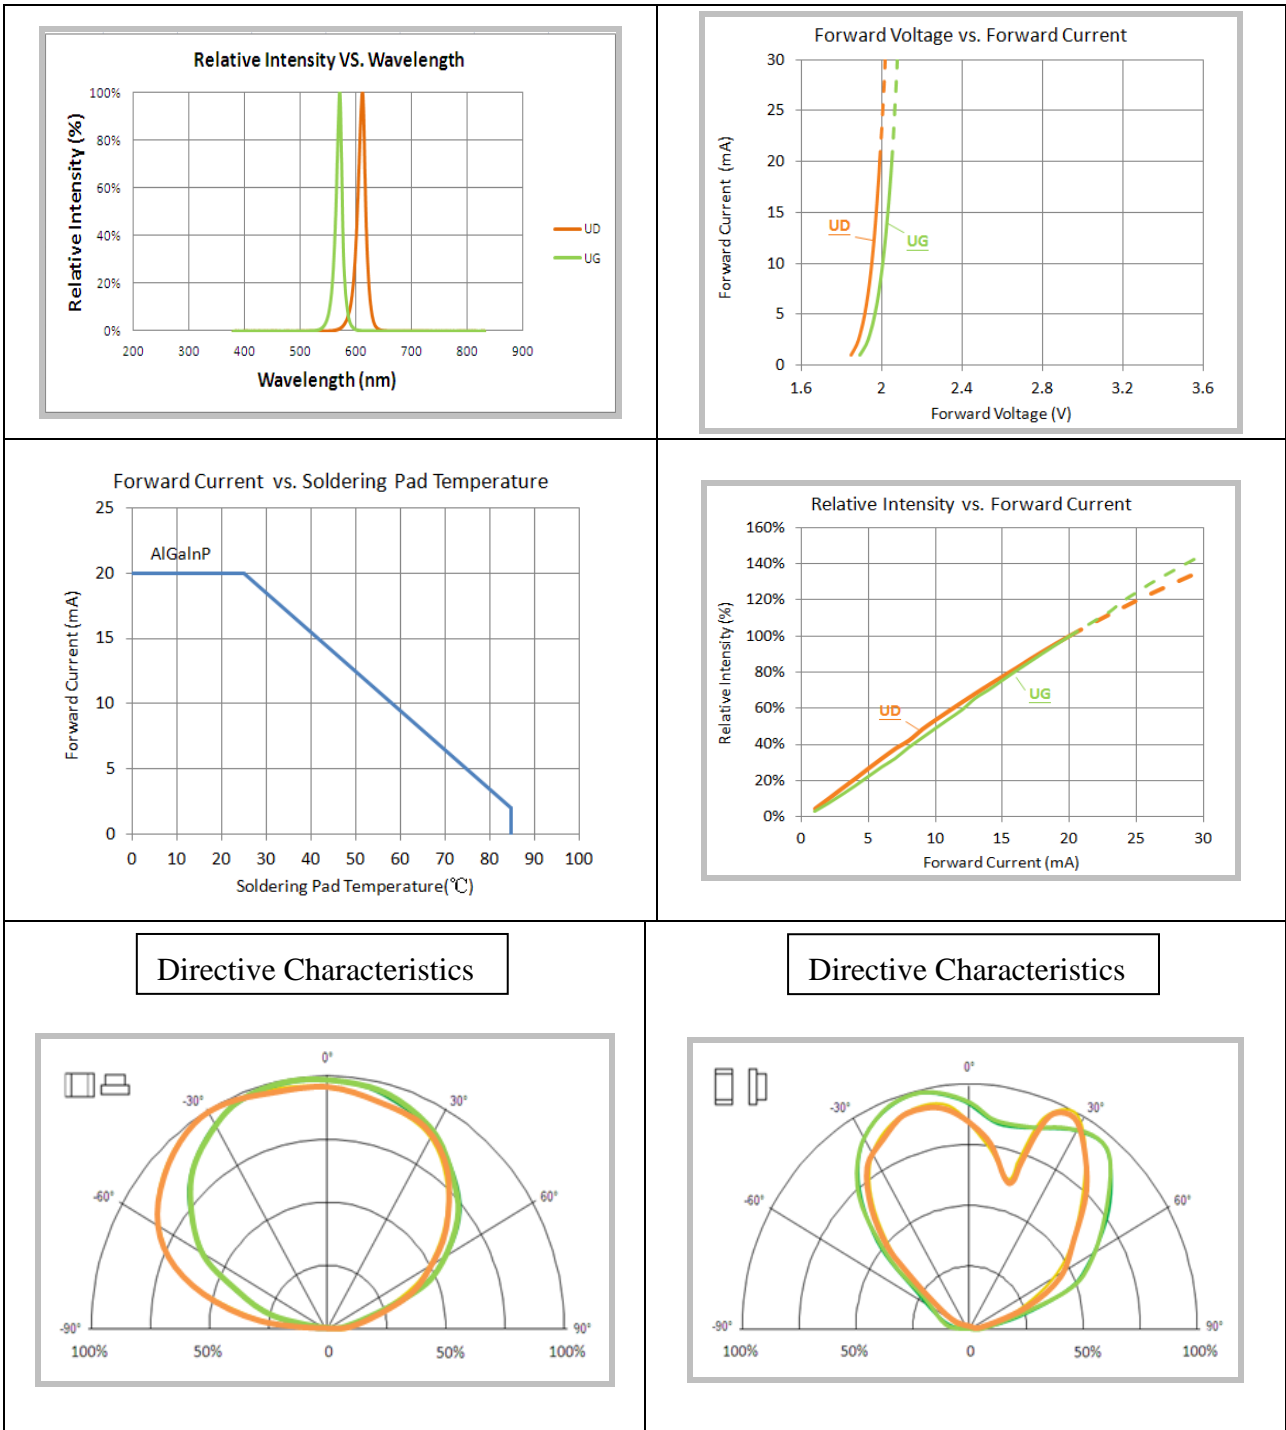 Relative Intensity VS. Wavelength
Relative Intensity (%)
100%
80%
60%
40%
20%
0%
200 300 400 500 600 700 800 900
Wavelength (nm)
UD
UG
Forward Voltage vs. Forward Current
Forward Current (mA)
30
25
20
15
10
5
0
UD
UG
1.6 2 2.4 2.8 3.2 3.6
Forward Voltage (V)
Forward Current vs. Soldering Pad Temperature
Forward Current (mA)
25
20
15
10
5
0
AlGaInP
0 10 20 30 40 50 60 70 80 90 100
Soldering Pad Temperature(℃)
Relative Intensity vs. Forward Current
Relative Intensity (%)
160%
140%
120%
100%
80%
60%
40%
20%
0%
UD
UG
0 5 10 15 20 25 30
Forward Current (mA)
Directive Characteristics
0°
-30° 30°
-60° 60°
-90° 90°
100% 50% 0 50% 100%
Directive Characteristics
0°
-30° 30°
-60° 60°
-90° 90°
100% 50% 0 50% 100%